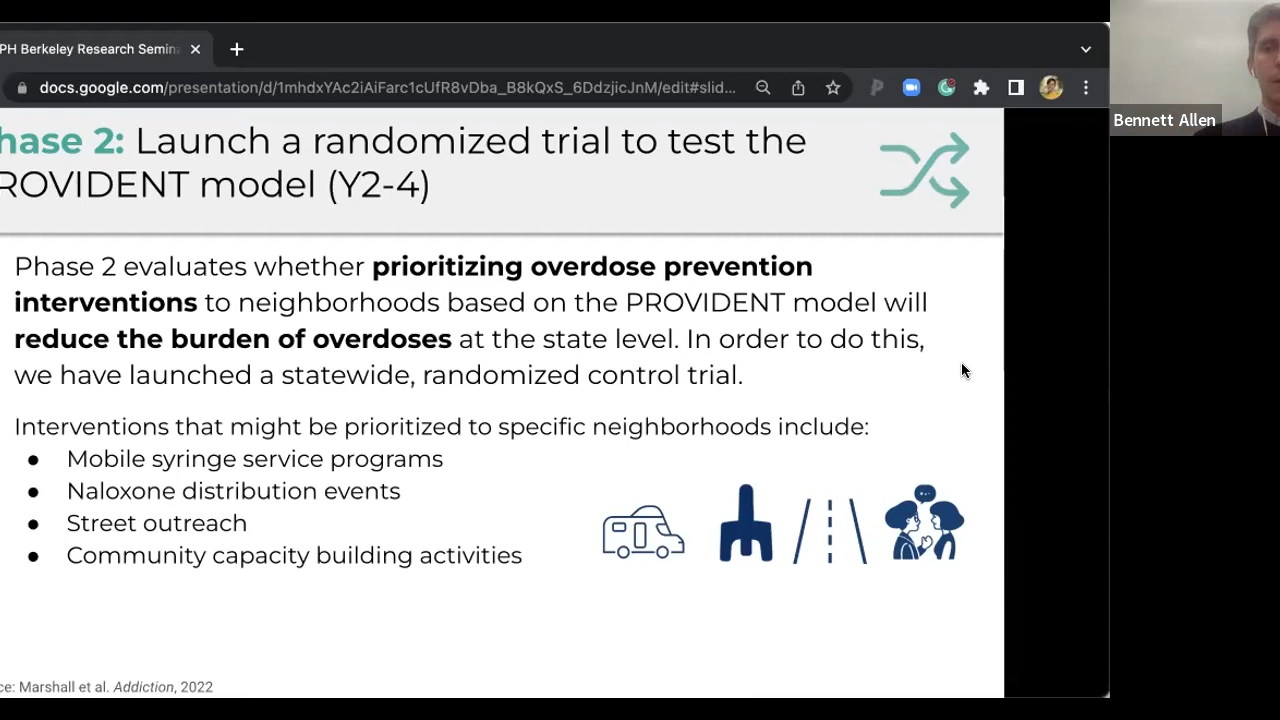 PH Berkeley Research Semin
docs.google.com/presentation/d/1mhdxYAc2iAiFarc1cUfR8vDba_B8kQxS_6DdzjicJnM/edit#slid...
Bennett Allen
hase 2: Launch a randomized trial to test the
ROVIDENT model (Y2-4)
Phase 2 evaluates whether prioritizing overdose prevention
interventions to neighborhoods based on the PROVIDENT model will
reduce the burden of overdoses at the state level. In order to do this,
we have launched a statewide, randomized control trial.
Interventions that might be prioritized to specific neighborhoods include:
● Mobile syringe service programs
● Naloxone distribution events
● Street outreach
● Community capacity building activities
ce: Marshall et al. Addiction, 2022